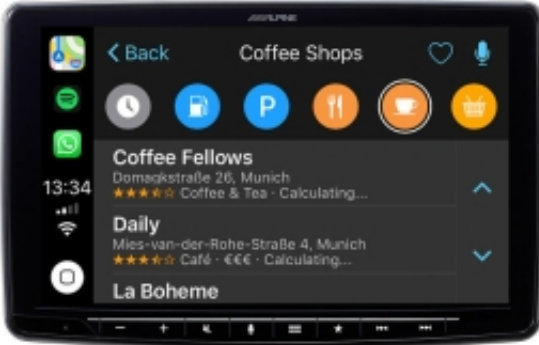 ALPINE
Back
Coffee Shops
P
Coffee Fellows
Domagkstraße 26, Munich
Coffee & Tea · Calculating...
13:34
Daily
Mies-van-der-Rohe-Straße 4, Munich
Café · €€€ · Calculating...
La Boheme